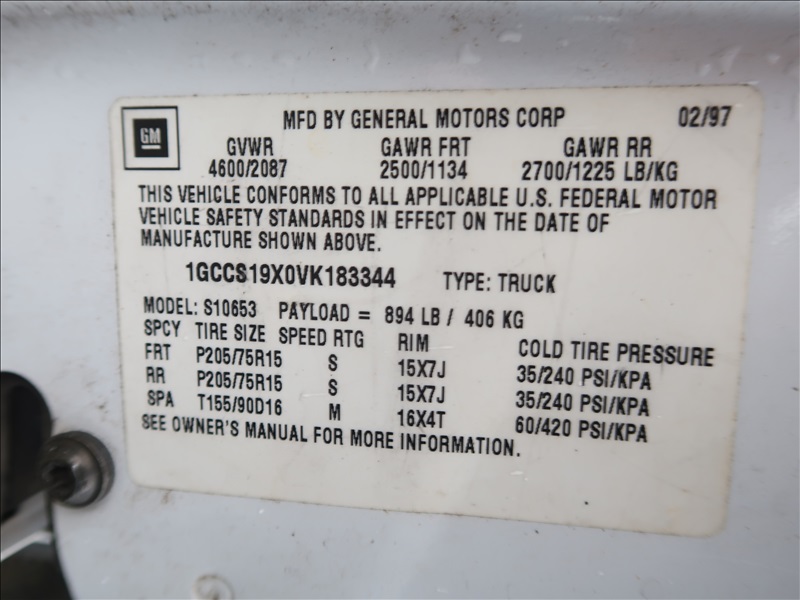 GM
MFD BY GENERAL MOTORS CORP 02/97
GVWR GAWR FRT GAWR RR
4600/2087 2500/1134 2700/1225 LB/KG
THIS VEHICLE CONFORMS TO ALL APPLICABLE U.S. FEDERAL MOTOR
VEHICLE SAFETY STANDARDS IN EFFECT ON THE DATE OF
MANUFACTURE SHOWN ABOVE.
1GCCS19X0VK183344 TYPE: TRUCK
MODEL: S10653 PAYLOAD = 894 LB / 406 KG
SPCY TIRE SIZE SPEED RTG RIM COLD TIRE PRESSURE
FRT P205/75R15 S 15X7J 35/240 PSI/KPA
RR P205/75R15 S 15X7J 35/240 PSI/KPA
SPA T155/90D16 M 16X4T 60/420 PSI/KPA
SEE OWNER'S MANUAL FOR MORE INFORMATION.